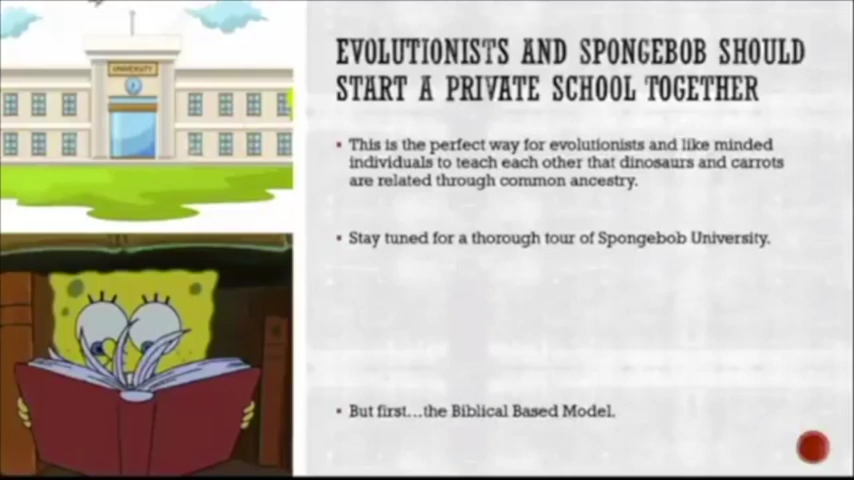 UNIVERSITY
EVOLUTIONISTS AND SPONGEBOB SHOULD
START A PRIVATE SCHOOL TOGETHER
▪ This is the perfect way for evolutionists and like minded
individuals to teach each other that dinosaurs and carrots
are related through common ancestry.
▪ Stay tuned for a thorough tour of Spongebob University.
▪ But first...the Biblical Based Model.